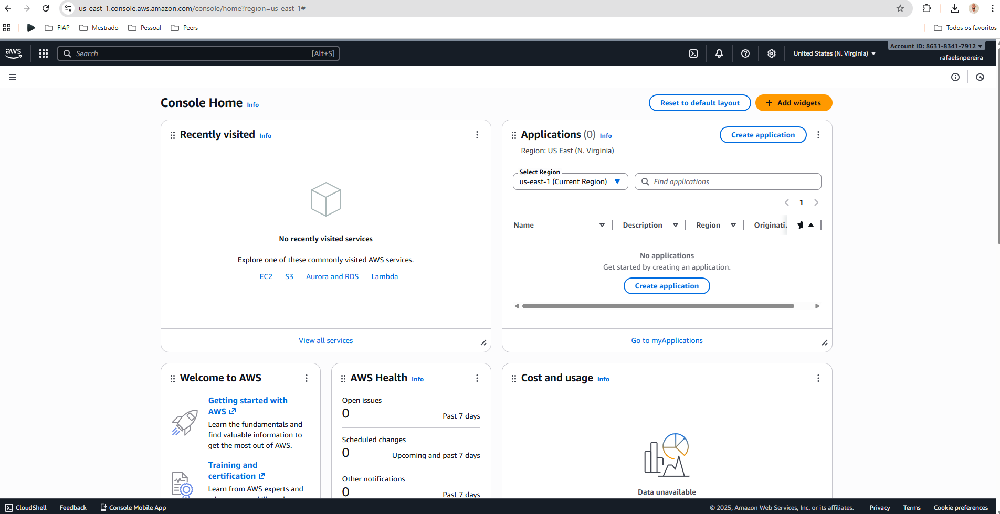 us-east-1.console.aws.amazon.com/console/home?region=us-east-1#
FIAP
Mestrado
Pessoal
Peers
Todos os favoritos
aws
Search
[Alt+S]
United States (N. Virginia)
Account ID: 8631-8341-7912
rafaelsnpereira
Console Home Info
Reset to default layout
Add widgets
Recently visited Info
No recently visited services
Explore one of these commonly visited AWS services.
EC2
S3
Aurora and RDS
Lambda
View all services
Applications (0) Info
Create application
Region: US East (N. Virginia)
Select Region
us-east-1 (Current Region)
Find applications
1
Name
Description
Region
Originati.
No applications
Get started by creating an application.
Create application
Go to myApplications
Welcome to AWS
Getting started with
AWS
Learn the fundamentals and
find valuable information to
get the most out of AWS.
Training and
certification
Learn from AWS experts and
AWS Health Info
Open issues
0
Past 7 days
Scheduled changes
0
Upcoming and past 7 days
Other notifications
0
Past 7 days
Cost and usage Info
Data unavailable
CloudShell
Feedback
Console Mobile App
© 2025, Amazon Web Services, Inc. or its affiliates.
Privacy
Terms
Cookie preferences